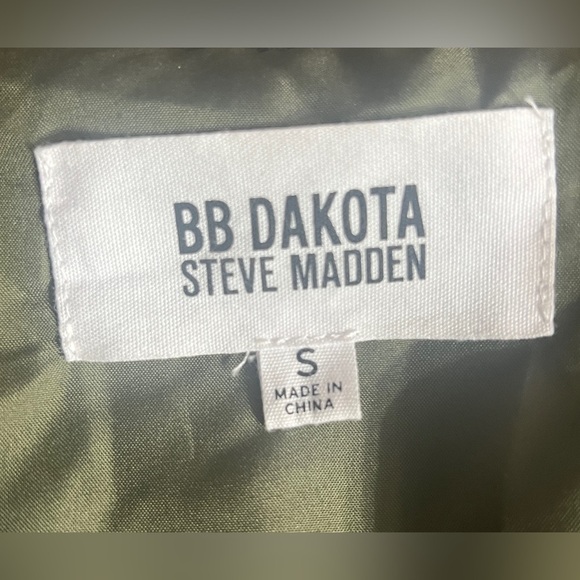 BB DAKOTA
STEVE MADDEN
S
MADE IN
CHINA